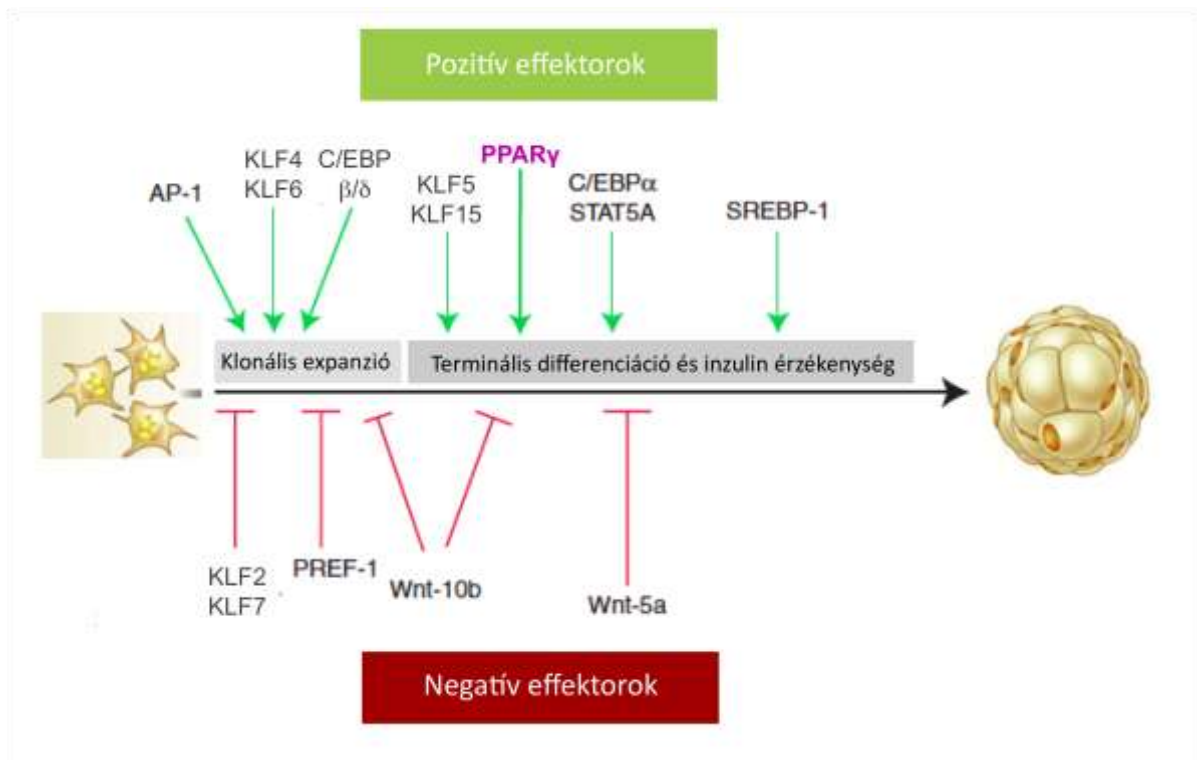 Pozitív effektorok
AP-1
KLF4
KLF6
C/EBP
β/δ
KLF5
KLF15
PPARγ
C/EBPα
STAT5A
SREBP-1
Klonális expanzió
Terminális differenciáció és inzulin érzékenység
KLF2
KLF7
PREF-1
Wnt-10b
Wnt-5a
Negatív effektorok